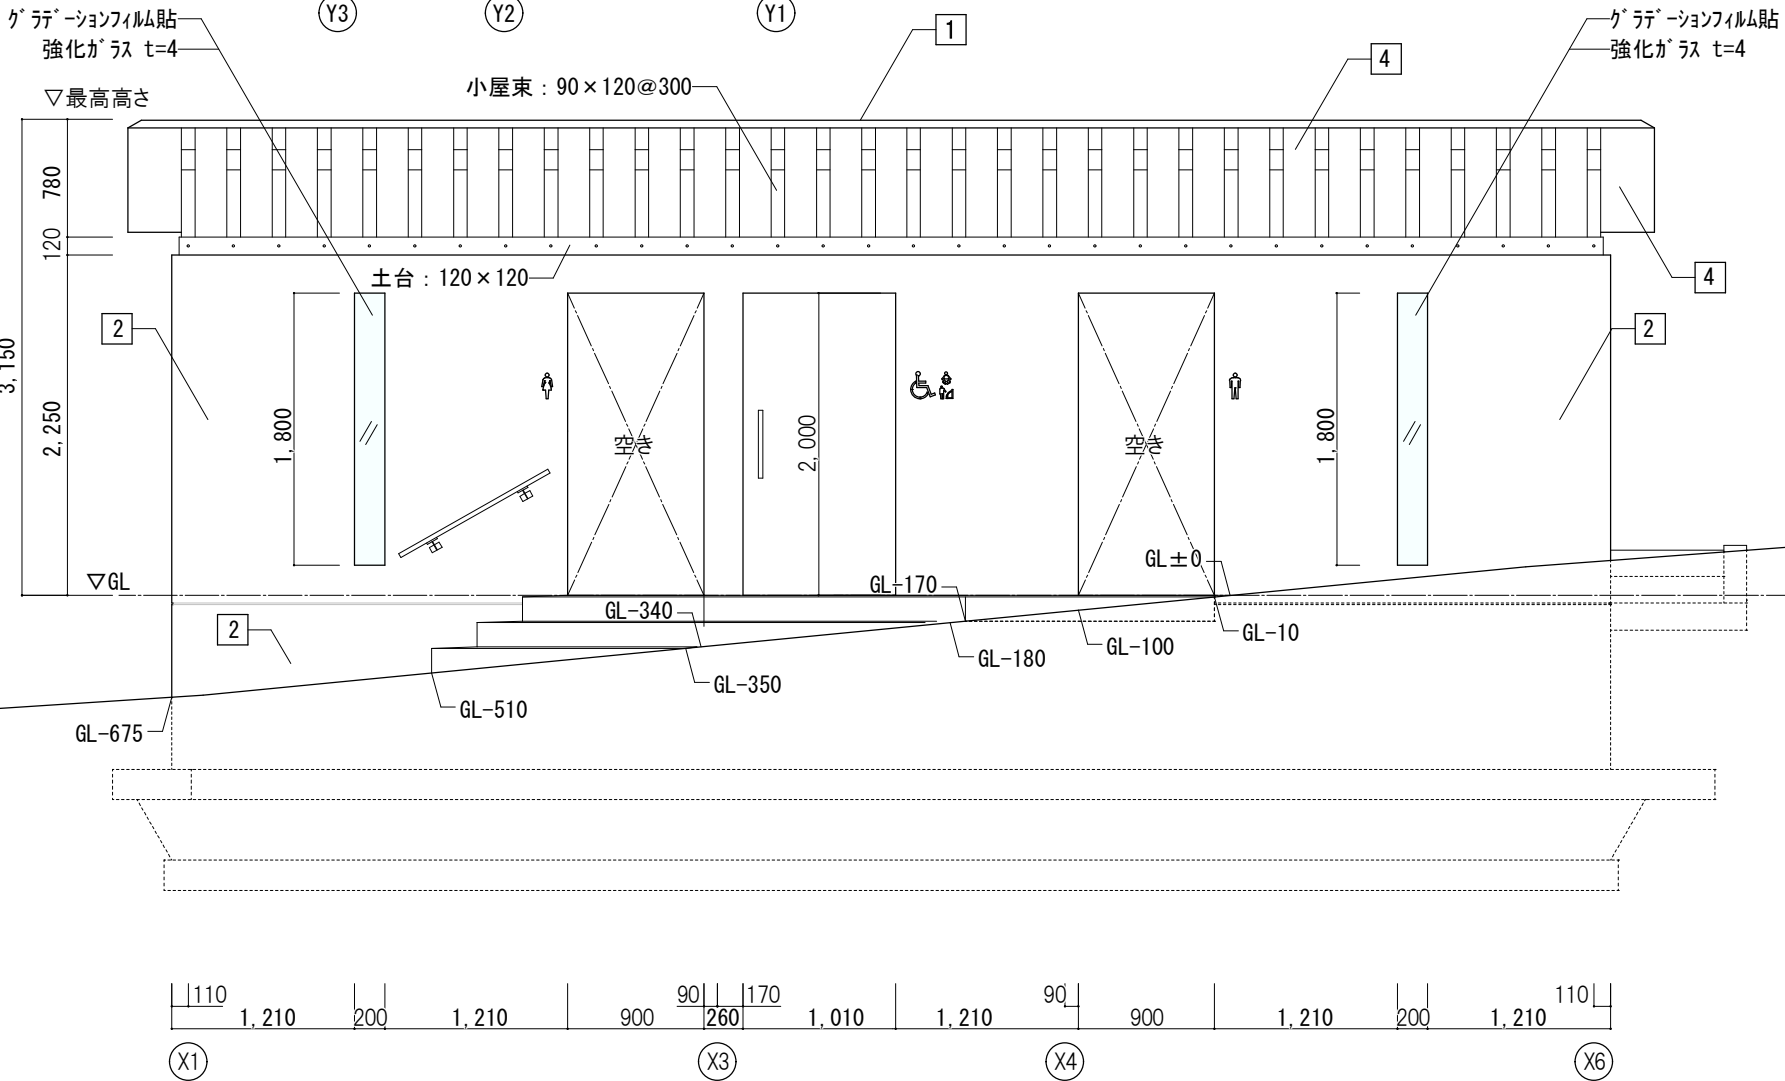 Y3
Y2
Y1
グラデーションフィルム貼
強化ガラス t=4
グラデーションフィルム貼
強化ガラス t=4
1
4
小屋束：90×120@300
▽最高高さ
780
120
土台：120×120
4
2
2
3,150
2,250
1,800
空き
2,000
空き
1,800
▽GL
GL±0
GL-170
GL-340
2
GL-10
GL-100
GL-180
GL-350
GL-510
GL-675
110
90
170
90
110
1,210
200
1,210
900
260
1,010
1,210
900
1,210
200
1,210
X1
X3
X4
X6